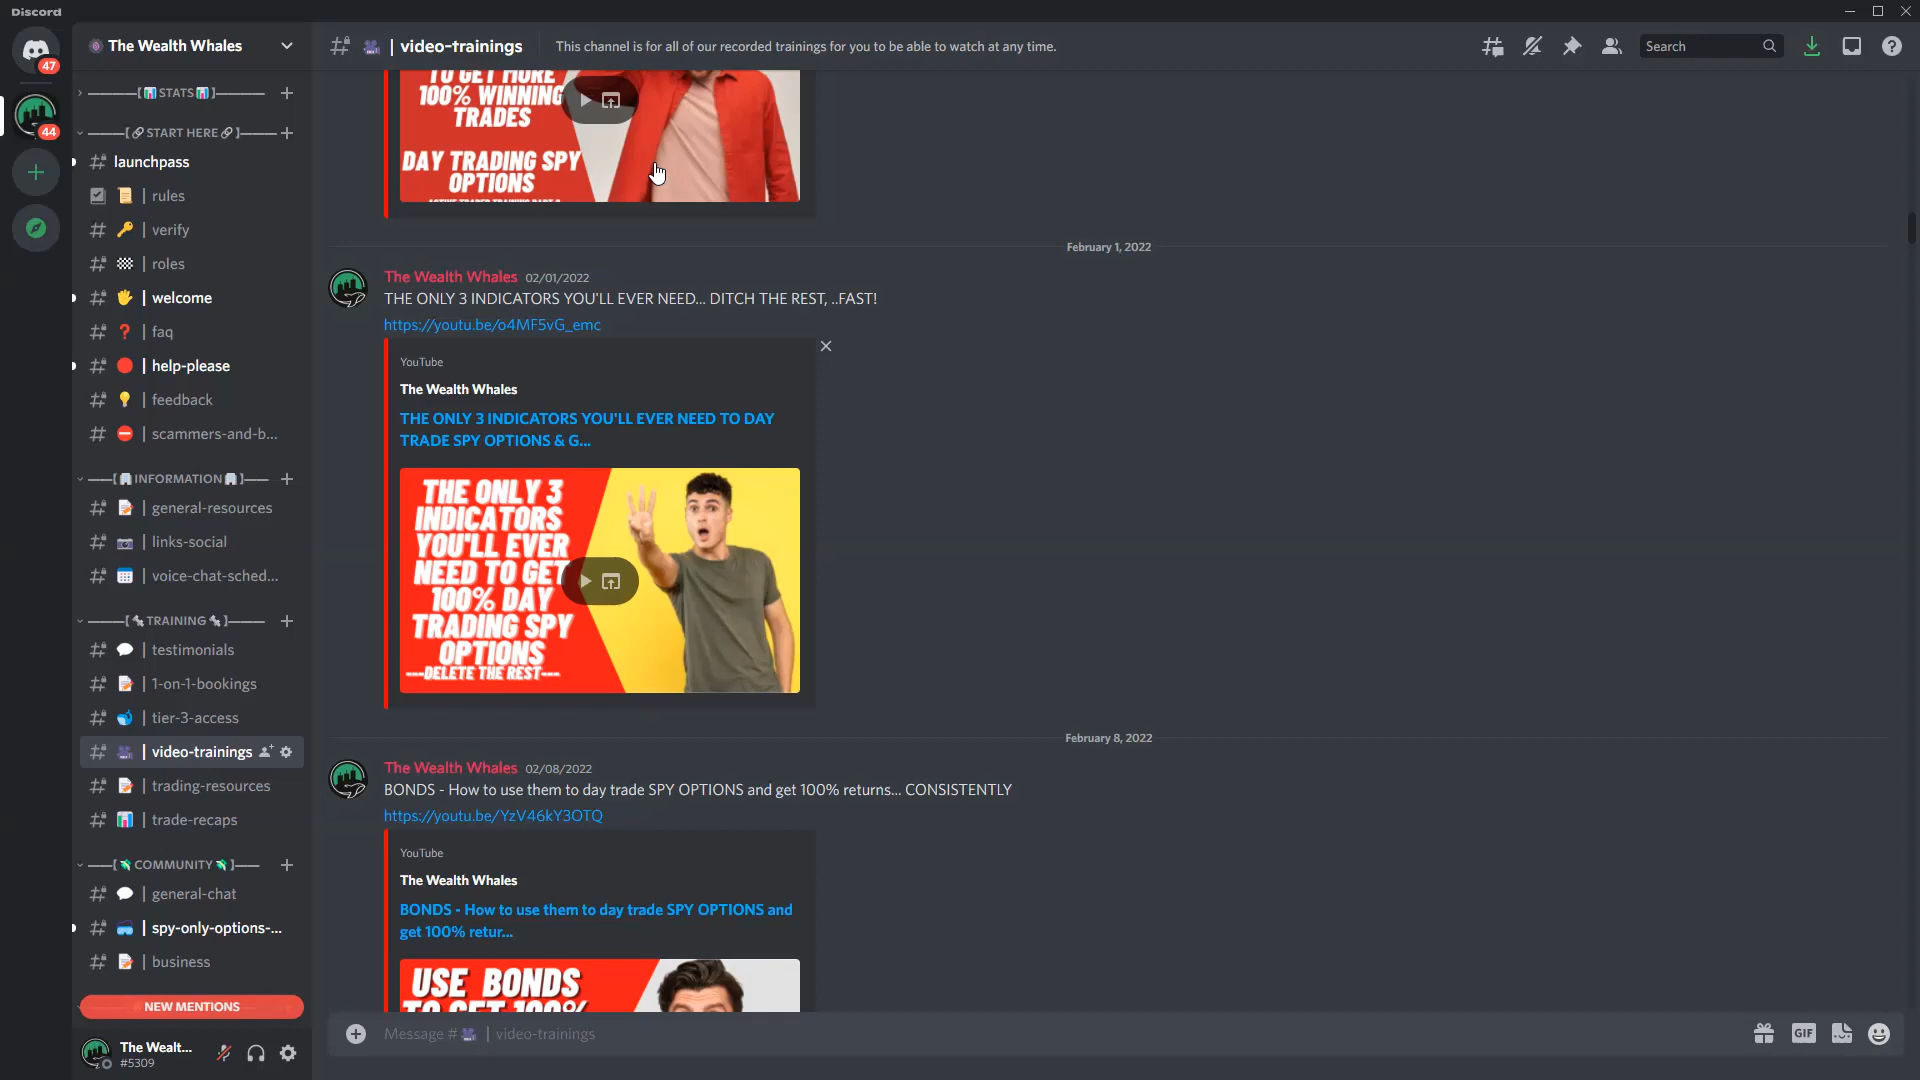 Discord
47
44
The Wealth Whales
STATS
START HERE
launchpass
| rules
| verify
| roles
| welcome
| faq
| help-please
| feedback
| scammers-and-b...
INFORMATION
| general-resources
| links-social
| voice-chat-sched...
TRAINING
| testimonials
| 1-on-1-bookings
| tier-3-access
| video-trainings
| trading-resources
| trade-recaps
COMMUNITY
| general-chat
| spy-only-options-...
| business
NEW MENTIONS
The Wealt...
#5309
| video-trainings
This channel is for all of our recorded trainings for you to be able to watch at any time.
Search
TO GET MORE
100% WINNING
TRADES
DAY TRADING SPY
OPTIONS
February 1, 2022
The Wealth Whales 02/01/2022
THE ONLY 3 INDICATORS YOU'LL EVER NEED... DITCH THE REST, ..FAST!
https://youtu.be/o4MF5vG_emc
YouTube
The Wealth Whales
THE ONLY 3 INDICATORS YOU'LL EVER NEED TO DAY
TRADE SPY OPTIONS & G...
THE ONLY 3
INDICATORS
YOU'LL EVER
NEED TO GET
100% DAY
TRADING SPY
OPTIONS
---DELETE THE REST---
February 8, 2022
The Wealth Whales 02/08/2022
BONDS - How to use them to day trade SPY OPTIONS and get 100% returns... CONSISTENTLY
https://youtu.be/YzV46kY3OTQ
YouTube
The Wealth Whales
BONDS - How to use them to day trade SPY OPTIONS and
get 100% retur...
USE BONDS
TO GET 100%
Message # | video-trainings
GIF